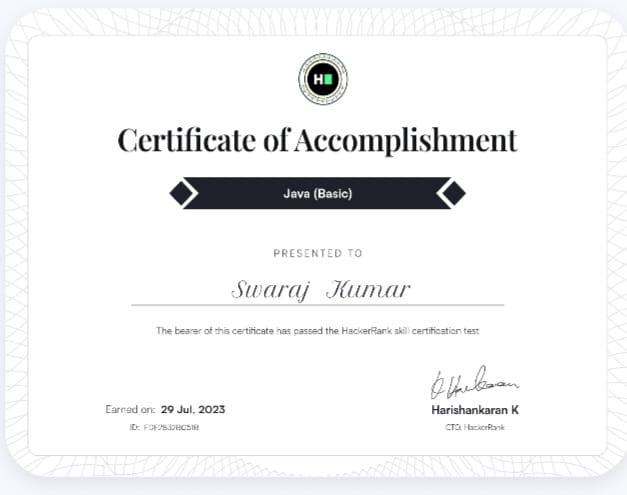 H
Certificate of Accomplishment
Java (Basic)
PRESENTED TO
Swaraj Kumar
The bearer of this certificate has passed the HackerRank skill certification test
Earned on: 29 Jul, 2023
Harishankaran K
ID:
CTO, HackerRank